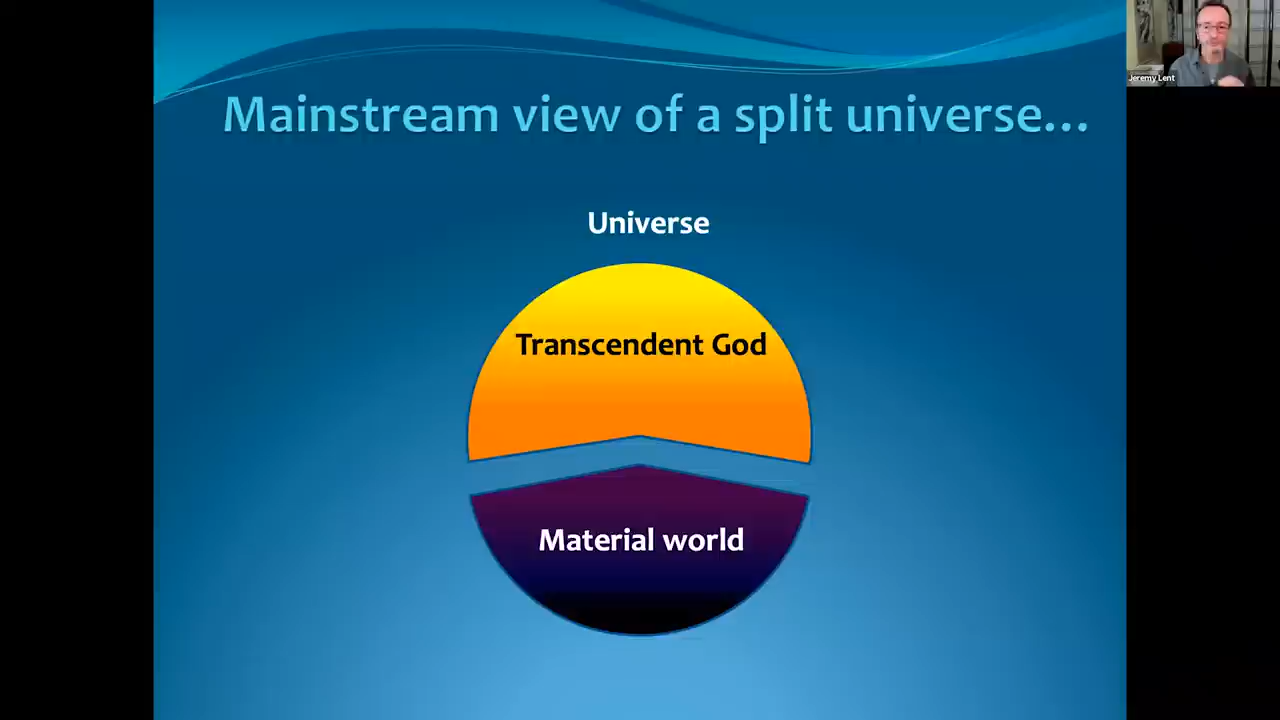 Mainstream view of a split universe...
Universe
Transcendent God
Material world
Jeremy Lent